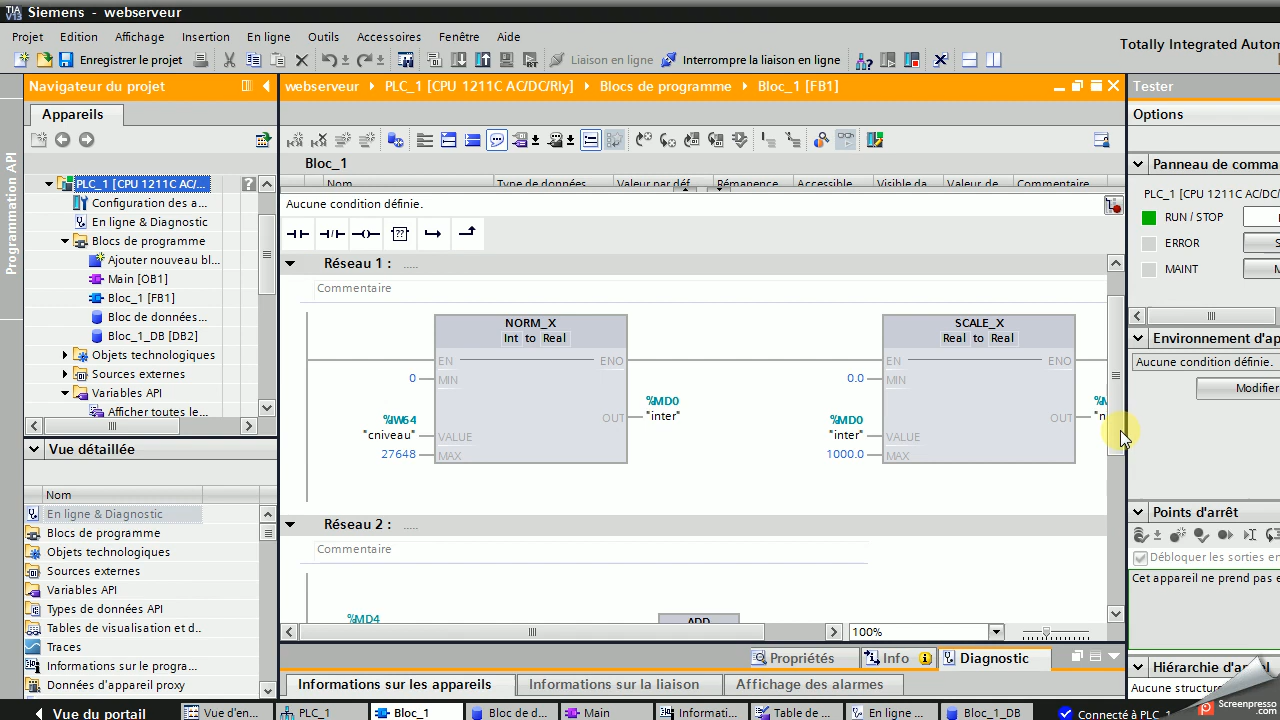 TIA V13 Siemens - webserveur
Projet Edition Affichage Insertion En ligne Outils Accessoires Fenêtre Aide
Totally Integrated Autom
Enregistrer le projet Liaison en ligne Interrompre la liaison en ligne
Navigateur du projet
webserveur PLC_1 [CPU 1211C AC/DC/Rly] Blocs de programme Bloc_1 [FB1]
Tester
Appareils
Options
Programmation API
Bloc_1
Nom Type de données Valeur par déf. Rémanence Accessible Visible da. Valeur de. Commentaire
Panneau de comma
PLC_1 [CPU 1211C AC/DC/
RUN / STOP
ERROR
MAINT
PLC_1 [CPU 1211C AC/...
Configuration des a...
En ligne & Diagnostic
Blocs de programme
Ajouter nouveau bl...
Main [OB1]
Bloc_1 [FB1]
Bloc de données...
Bloc_1_DB [DB2]
Objets technologiques
Sources externes
Variables API
Afficher toutes le...
Aucune condition définie.
Réseau 1 : .....
Commentaire
NORM_X
Int to Real
EN ENO
0 MIN
%MD0
"inter"
OUT
%IW64
"cniveau" VALUE
27648 MAX
SCALE_X
Real to Real
EN ENO
0.0 MIN
OUT
%MD0
"inter" VALUE
1000.0 MAX
Réseau 2 : .....
Commentaire
%MD4
ADD
100%
Environnement d'ap
Aucune condition définie.
Modifier
Points d'arrêt
Débloquer les sorties en
Cet appareil ne prend pas e
Hiérarchie d'appel
Aucune structure
Vue détaillée
Nom
En ligne & Diagnostic
Blocs de programme
Objets technologiques
Sources externes
Variables API
Types de données API
Tables de visualisation et d..
Traces
Informations sur le progra...
Données d'appareil proxy
Propriétés Info Diagnostic
Informations sur les appareils Informations sur la liaison Affichage des alarmes
Vue du portail Vue d'en... PLC_1 Bloc_1 Bloc de d... Main Informati... Table de ... En ligne ... Bloc_1_DB Connecté à PLC_1
Screenpresso
.com